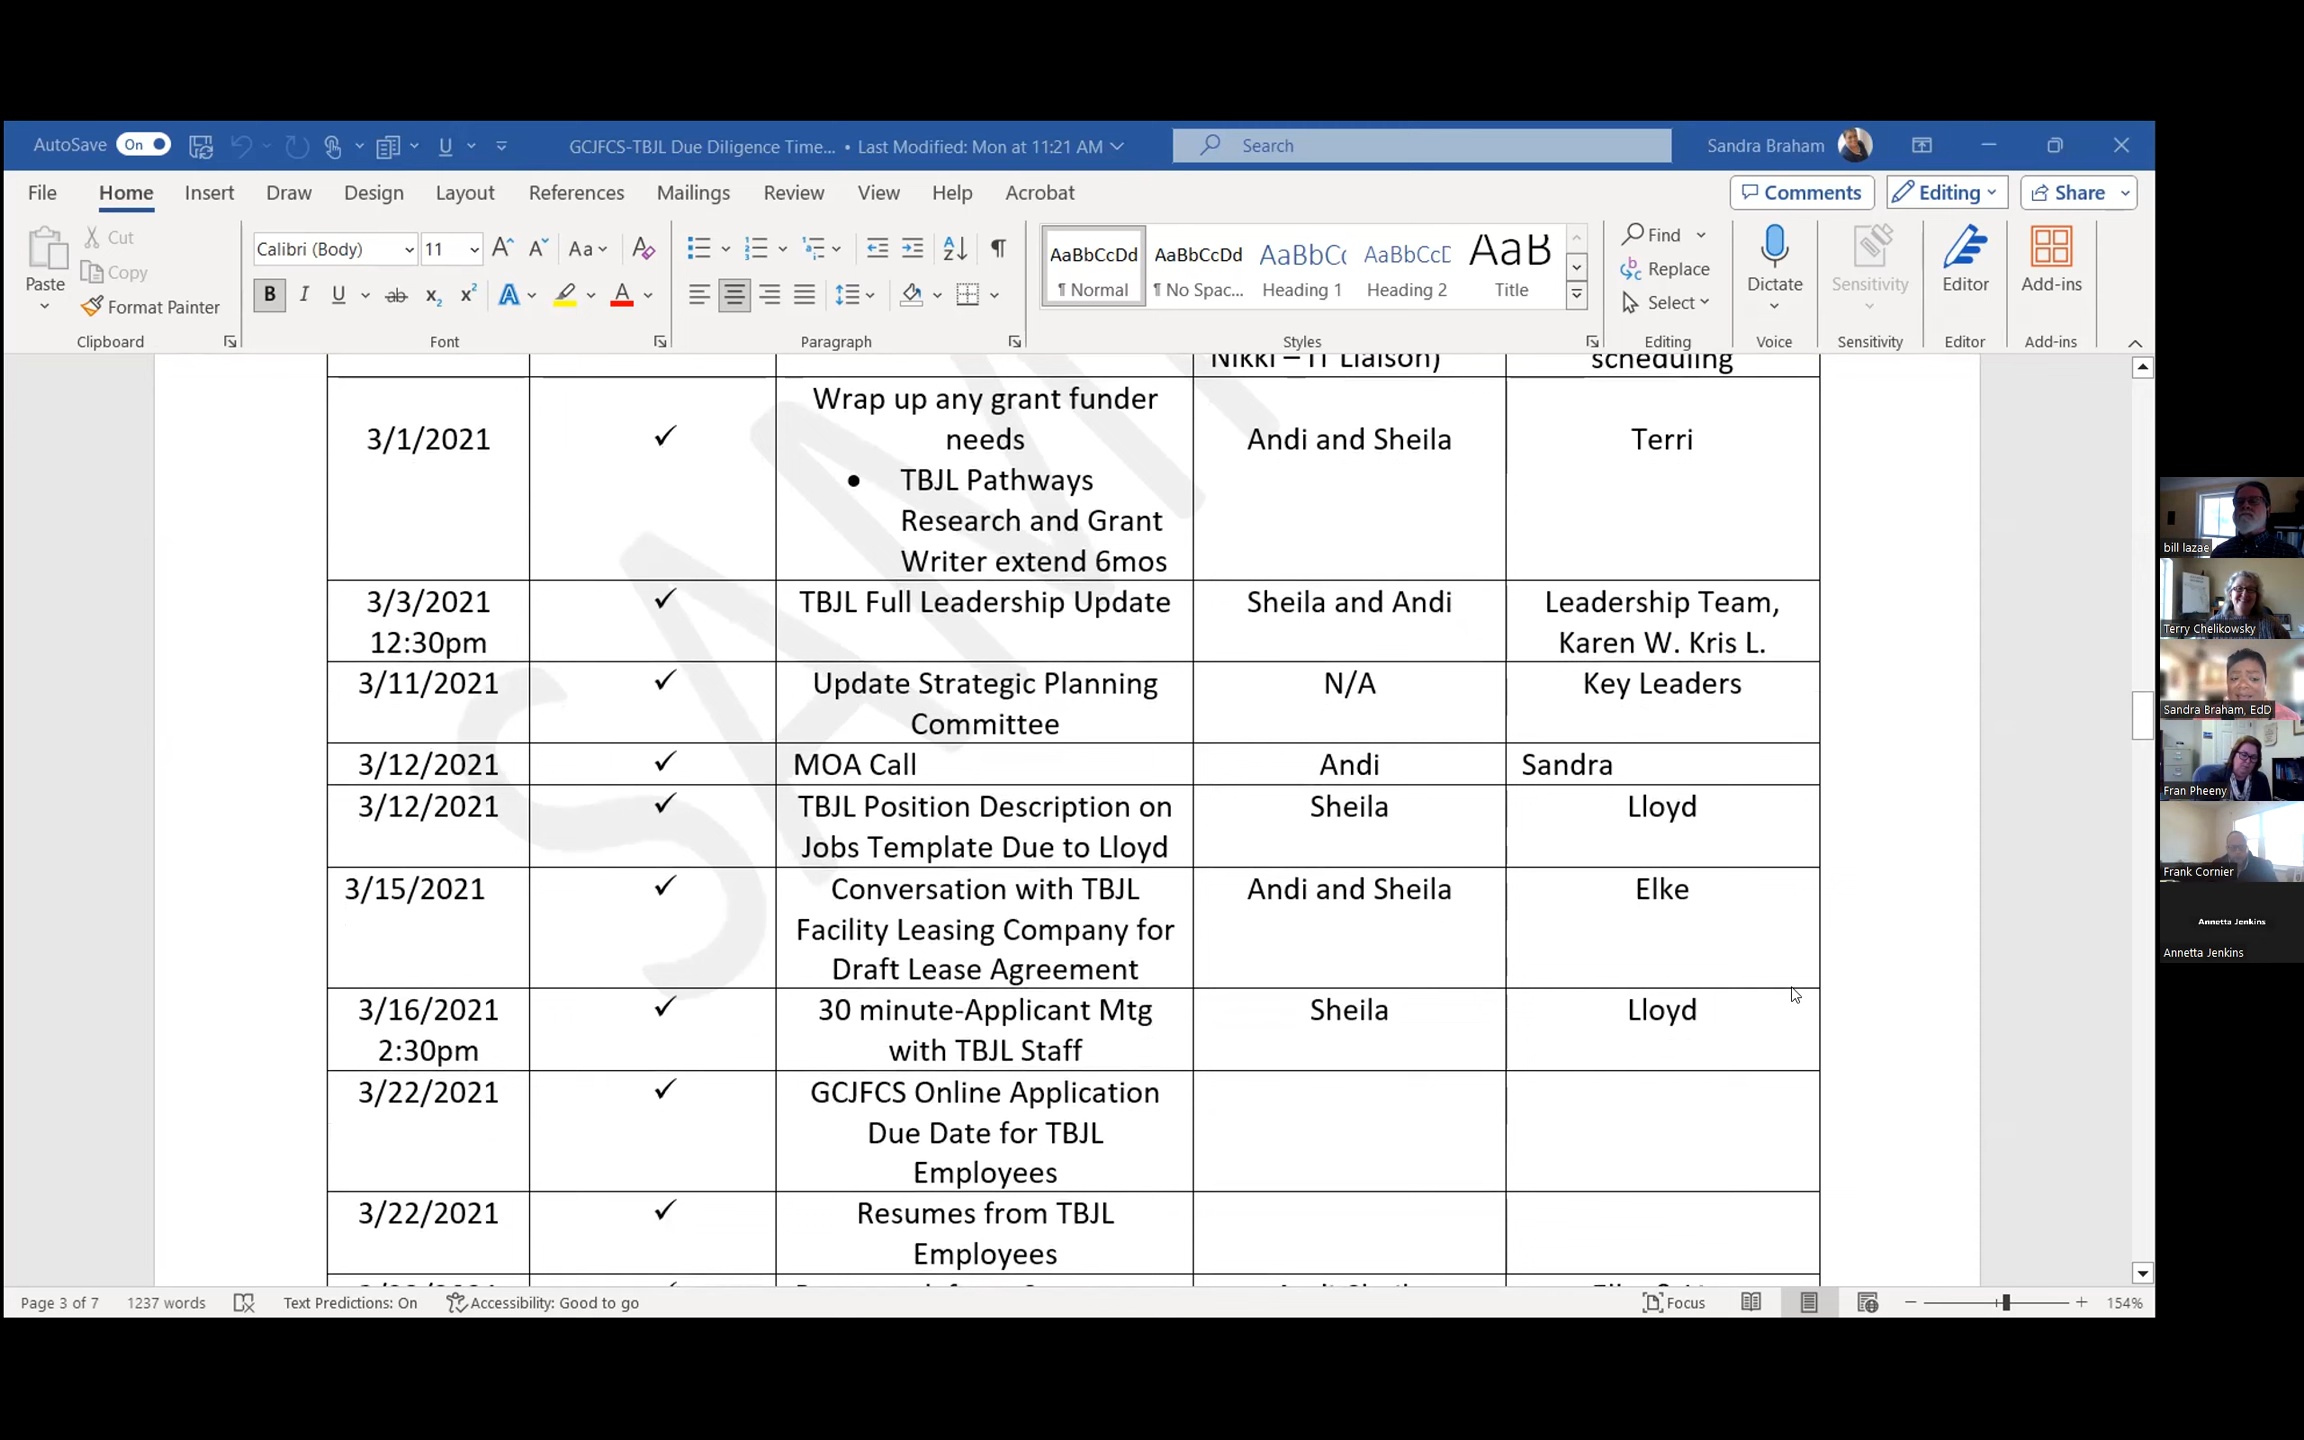 AutoSave On GCJFCS-TBJL Due Diligence Time... • Last Modified: Mon at 11:21 AM Search Sandra Braham
File Home Insert Draw Design Layout References Mailings Review View Help Acrobat Comments Editing Share
Paste Cut Copy Format Painter
Calibri (Body) 11
AaBbCcDd AaBbCcDd AaBbCc AaBbCcD AaB
¶ Normal ¶ No Spac... Heading 1 Heading 2 Title
Find Replace Select
Dictate Sensitivity Editor Add-ins
Clipboard Font Paragraph Styles Editing Voice Sensitivity Editor Add-ins
Nikki – IT Liaison) scheduling
3/1/2021 ✓ Wrap up any grant funder
needs Andi and Sheila Terri
• TBJL Pathways
Research and Grant
Writer extend 6mos
3/3/2021 ✓ TBJL Full Leadership Update Sheila and Andi Leadership Team,
12:30pm Karen W. Kris L.
3/11/2021 ✓ Update Strategic Planning N/A Key Leaders
Committee
3/12/2021 ✓ MOA Call Andi Sandra
3/12/2021 ✓ TBJL Position Description on Sheila Lloyd
Jobs Template Due to Lloyd
3/15/2021 ✓ Conversation with TBJL Andi and Sheila Elke
Facility Leasing Company for
Draft Lease Agreement
3/16/2021 ✓ 30 minute-Applicant Mtg Sheila Lloyd
2:30pm with TBJL Staff
3/22/2021 ✓ GCJFCS Online Application
Due Date for TBJL
Employees
3/22/2021 ✓ Resumes from TBJL
Employees
Page 3 of 7 1237 words Text Predictions: On Accessibility: Good to go Focus 154%
bill lazae
Terry Chelikowsky
Sandra Braham, EdD
Fran Pheeny
Frank Cornier
Annetta Jenkins
Annetta Jenkins